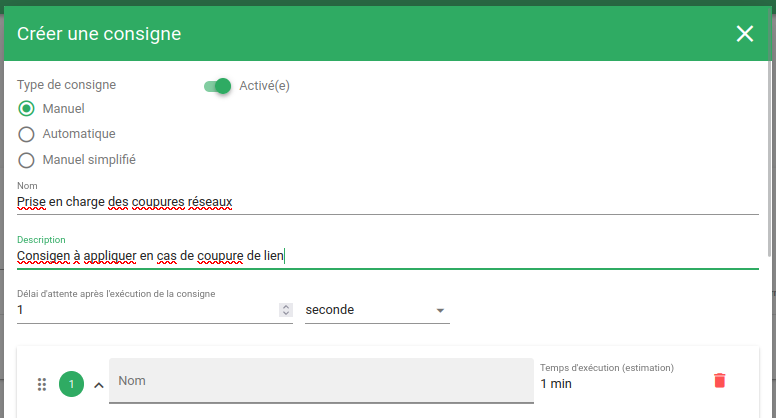 Créer une consigne
Type de consigne
Activé(e)
Manuel
Automatique
Manuel simplifié
Nom
Prise en charge des coupures réseaux
Description
Consigen à appliquer en cas de coupure de lien
Délai d'attente après l'exécution de la consigne
1
seconde
1
Nom
Temps d'exécution (estimation)
1 min